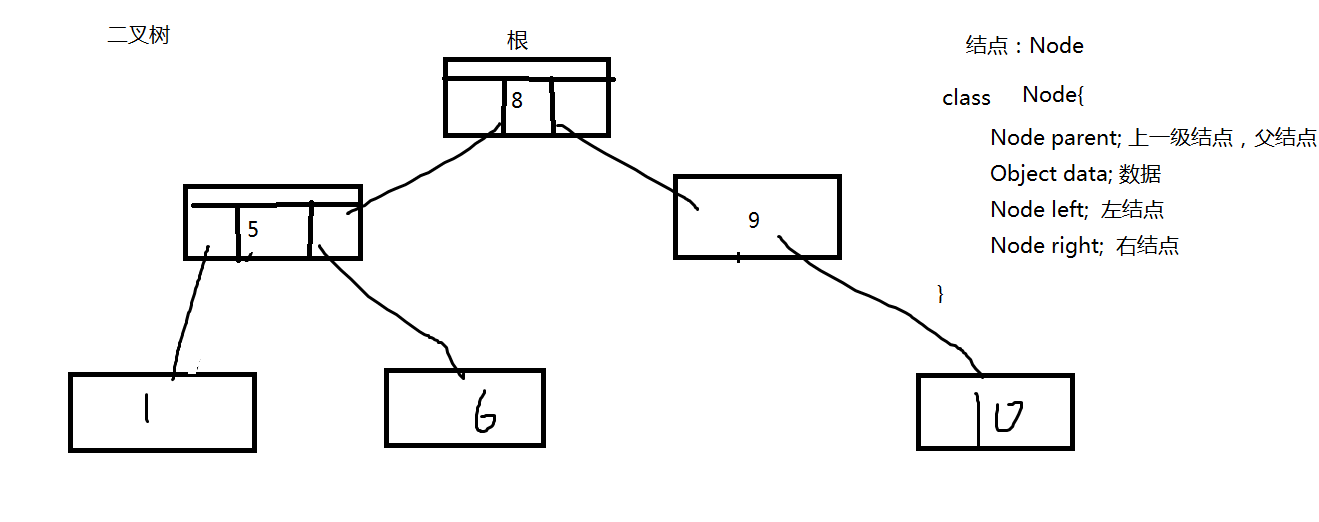 二叉树
根
8
5
9
1
6
10
结点：Node
class Node{
Node parent; 上一级结点，父结点
Object data; 数据
Node left; 左结点
Node right; 右结点
}